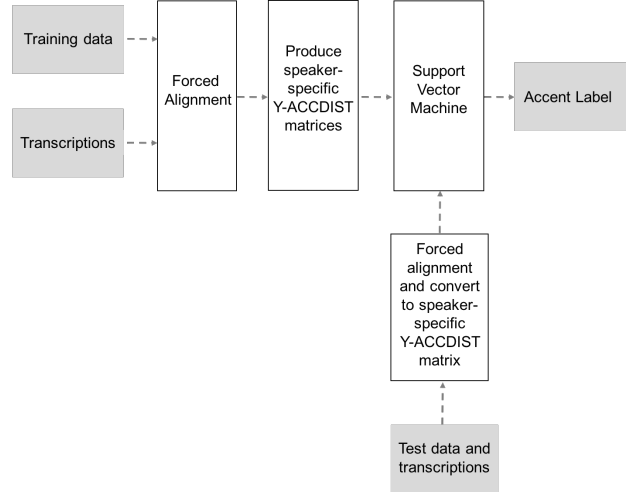 Training data
Transcriptions
Forced
Alignment
Produce
speaker-
specific
Y-ACCDIST
matrices
Support
Vector
Machine
Accent Label
Forced
alignment
and convert
to speaker-
specific
Y-ACCDIST
matrix
Test data and
transcriptions